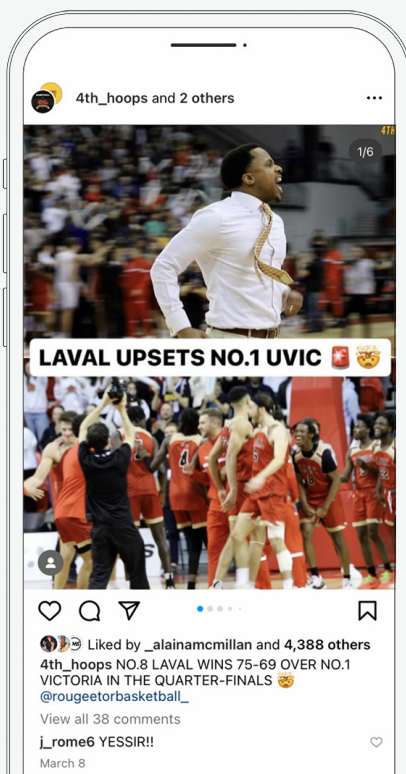 4th_hoops and 2 others
4TH
1/6
LAVAL UPSETS NO.1 UVIC 🚨🤯
4
Liked by _alainamcmillan and 4,388 others
4th_hoops NO.8 LAVAL WINS 75-69 OVER NO.1
VICTORIA IN THE QUARTER-FINALS 🤯
@rougeetorbasketball_
View all 38 comments
j_rome6 YESSIR!!
March 8